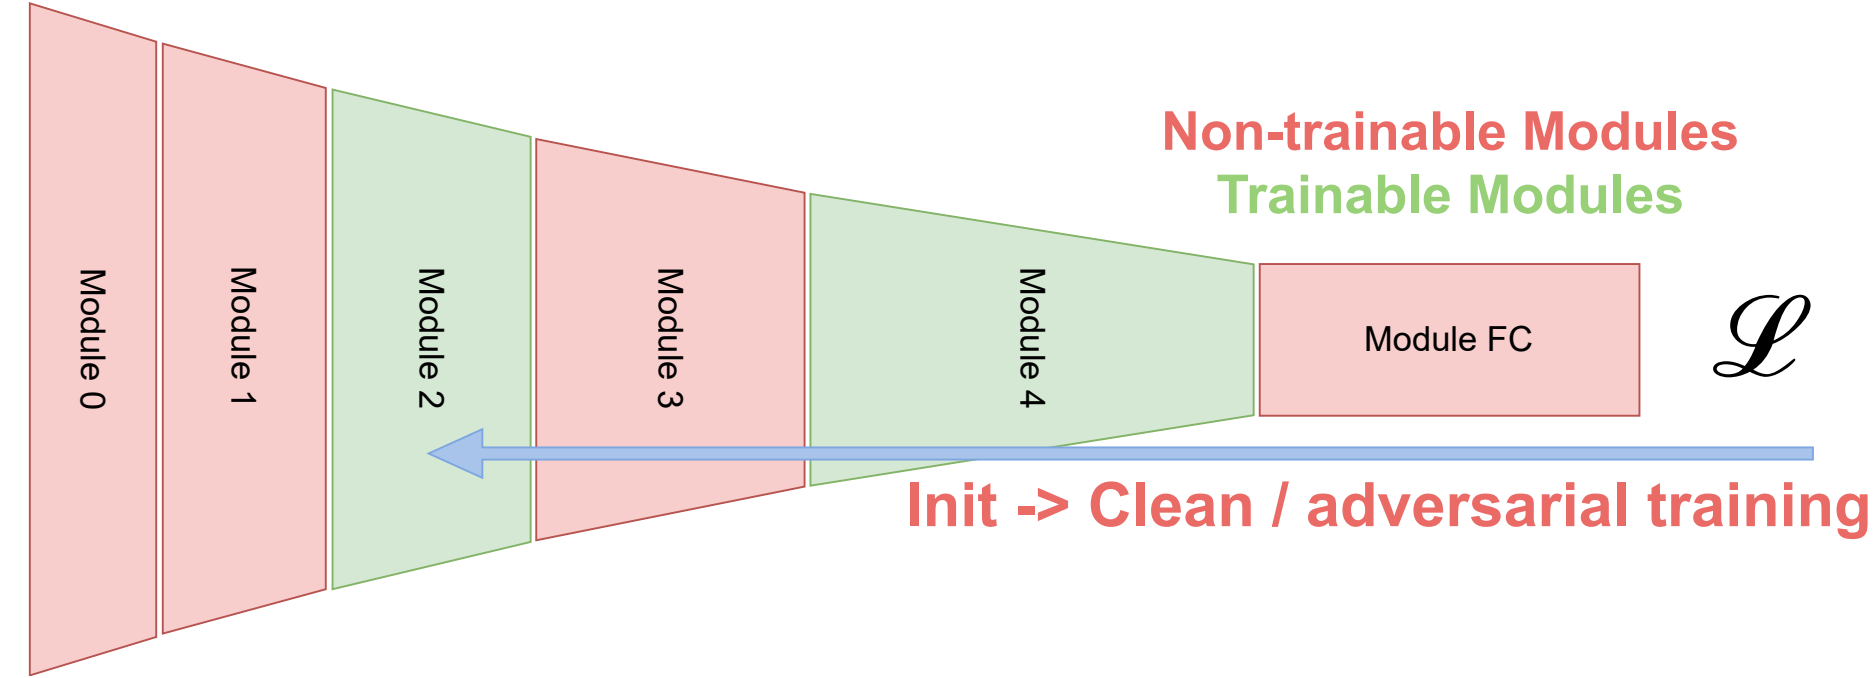 Non-trainable Modules
Trainable Modules
Module 0
Module 1
Module 2
Module 3
Module 4
Module FC
ℒ
Init -> Clean / adversarial training